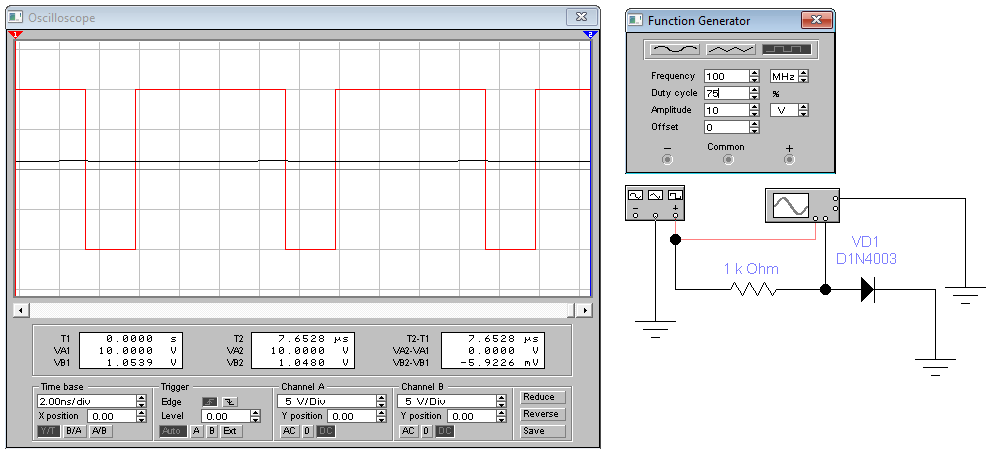 Oscilloscope
1 2
T1 0.0000 s T2 7.6528 µs T2-T1 7.6528 µs
VA1 10.0000 V VA2 10.0000 V VA2-VA1 0.0000 V
VB1 1.0539 V VB2 1.0480 V VB2-VB1 -5.9226 mV
Time base
2.00ns/div
X position 0.00
Y/T B/A A/B
Trigger
Edge
Level 0.00
Auto A B Ext
Channel A
5 V/Div
Y position 0.00
AC 0 DC
Channel B
5 V/Div
Y position 0.00
AC 0 DC
Reduce
Reverse
Save
Function Generator
Frequency 100 MHz
Duty cycle 75 %
Amplitude 10 V
Offset 0
− Common +
− +
VD1
D1N4003
1 k Ohm